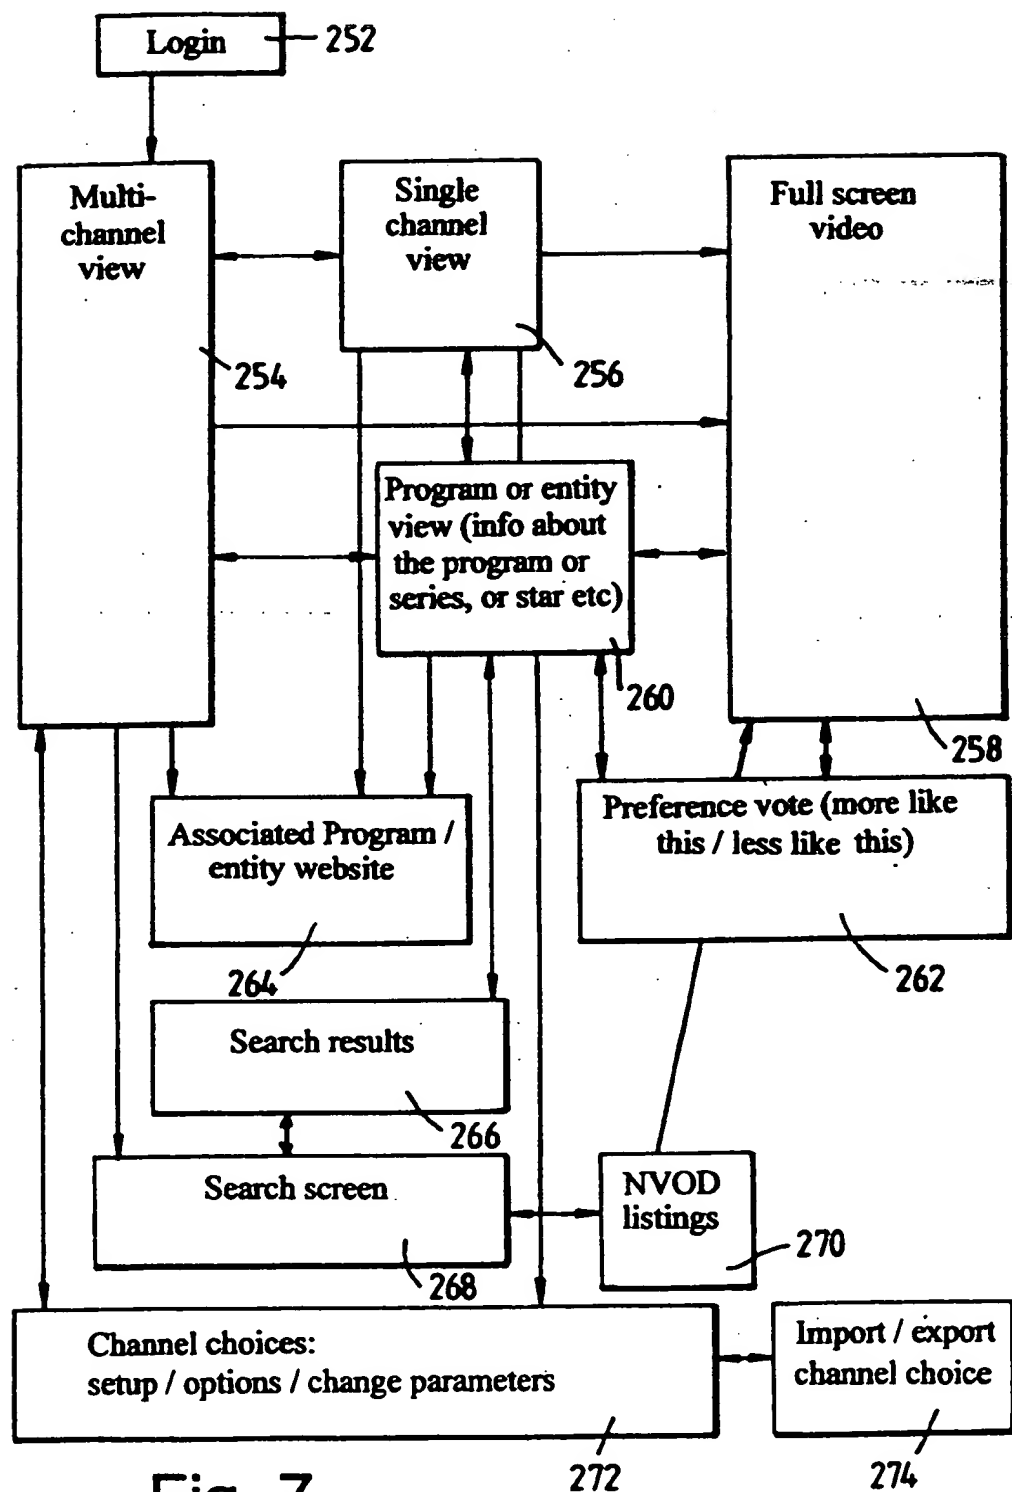 Login
252
Multi-
channel
view
254
Single
channel
view
256
Full screen
video
258
Program or entity
view (info about
the program or
series, or star etc)
260
Associated Program /
entity website
264
Preference vote (more like
this / less like this)
262
Search results
266
Search screen
268
NVOD
listings
270
Channel choices:
setup / options / change parameters
272
Import / export
channel choice
274
Fig. 7